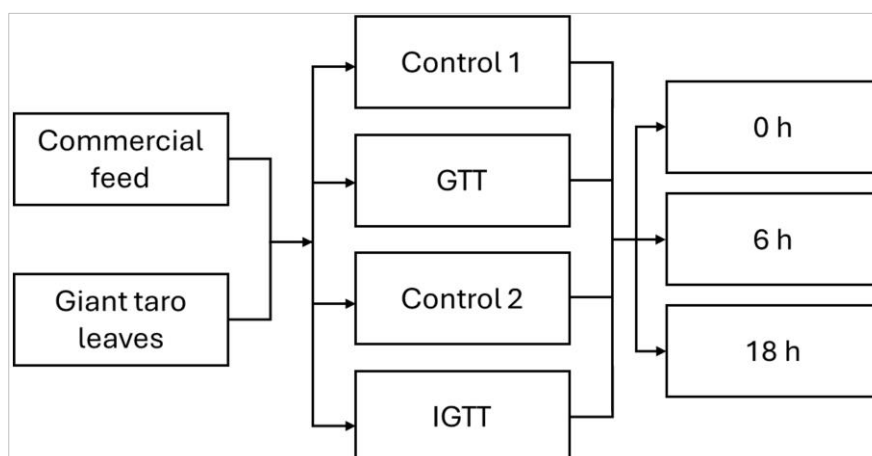 Commercial
feed
Giant taro
leaves
Control 1
GTT
Control 2
IGTT
0 h
6 h
18 h